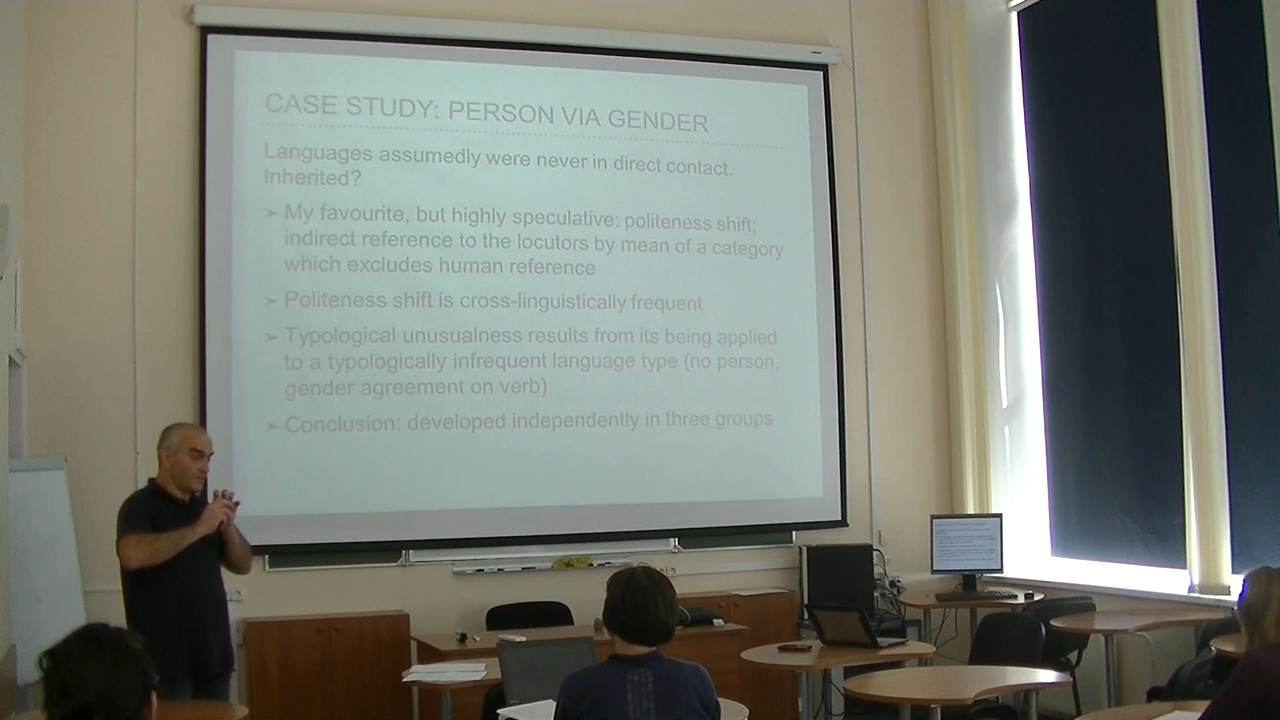 CASE STUDY: PERSON VIA GENDER
Languages assumedly were never in direct contact.
Inherited?
➢ My favourite, but highly speculative: politeness shift;
indirect reference to the locutors by mean of a category
which excludes human reference
➢ Politeness shift is cross-linguistically frequent
➢ Typological unusualness results from its being applied
to a typologically infrequent language type (no person,
gender agreement on verb)
➢ Conclusion: developed independently in three groups